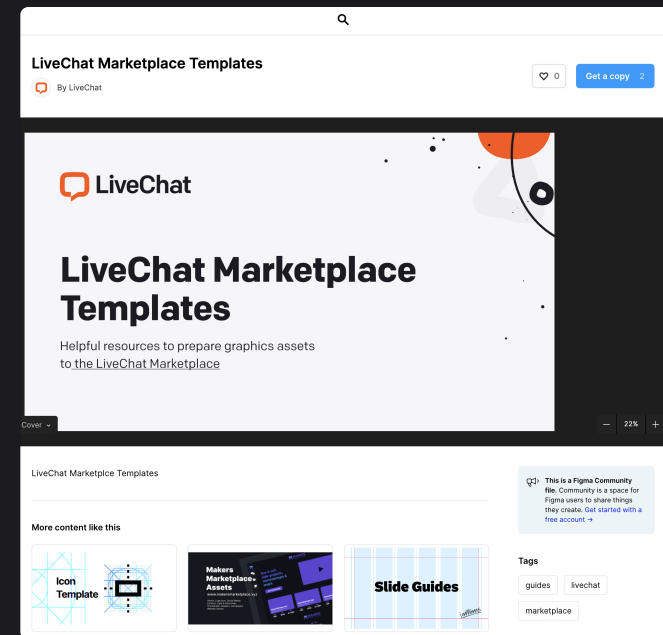 LiveChat Marketplace Templates
By LiveChat
0
Get a copy 2
LiveChat
LiveChat Marketplace
Templates
Helpful resources to prepare graphics assets
to the LiveChat Marketplace
Cover
22%
LiveChat Marketplce Templates
This is a Figma Community
file. Community is a space for
Figma users to share things
they create. Get started with a
free account →
More content like this
Icon
Template
Makers
Marketplace
Assets
www.makersmarketplace.xyz
Slide Guides
Tags
guides
livechat
marketplace